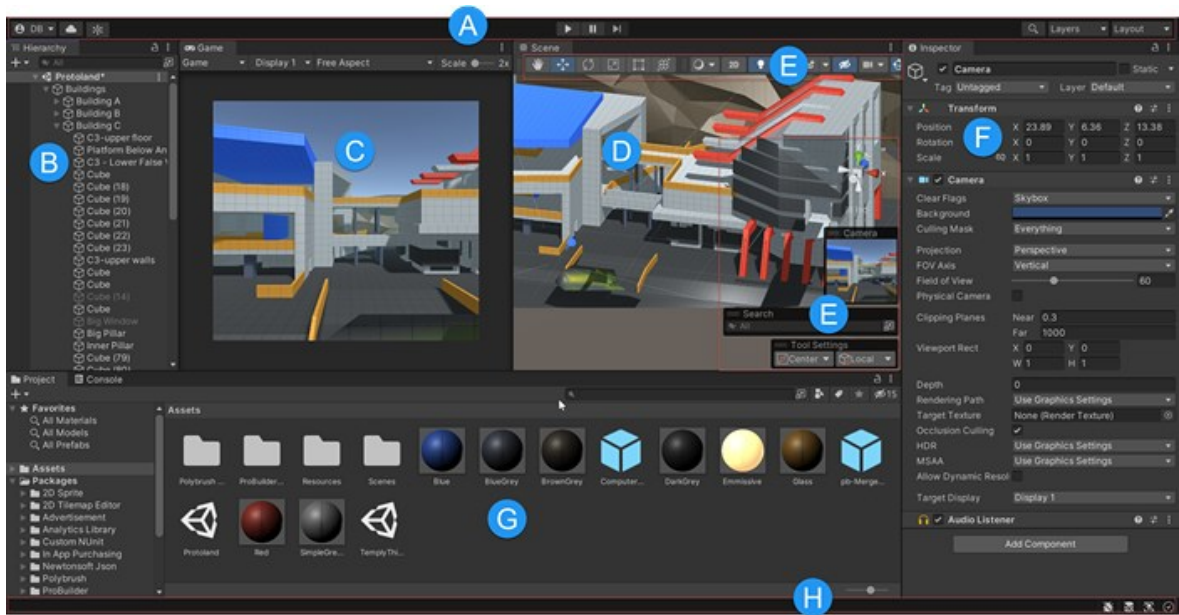 A
DB
Layers
Layout
Hierarchy
All
Protoland*
Buildings
Building A
Building B
Building C
C3-upper floor
Platform Below An
C3 - Lower False
Cube
Cube (18)
Cube (19)
Cube (20)
Cube (21)
Cube (22)
Cube (23)
C3-upper walls
Cube
Cube
Cube (14)
Cube
Big Window
Big Pillar
Inner Pillar
Cube (79)
Cube (80)
B
Game
Game
Display 1
Free Aspect
Scale
2x
C
Scene
2D
E
D
Camera
E
Search
All
Tool Settings
Center
Local
Inspector
Camera
Static
Tag Untagged
Layer Default
Transform
F
Position X 23.89 Y 6.36 Z 13.38
Rotation X 0 Y 0 Z 0
Scale X 1 Y 1 Z 1
Camera
Clear Flags Skybox
Background
Culling Mask Everything
Projection Perspective
FOV Axis Vertical
Field of View 60
Physical Camera
Clipping Planes Near 0.3
Far 1000
Viewport Rect X 0 Y 0
W 1 H 1
Depth 0
Rendering Path Use Graphics Settings
Target Texture None (Render Texture)
Occlusion Culling
HDR Use Graphics Settings
MSAA Use Graphics Settings
Allow Dynamic Resol
Target Display Display 1
Audio Listener
Add Component
Project
Console
15
Favorites
All Materials
All Models
All Prefabs
Assets
Packages
2D Sprite
2D Tilemap Editor
Advertisement
Analytics Library
Custom NUnit
In App Purchasing
Newtonsoft Json
Polybrush
ProBuilder
Assets
Polybrush ...
ProBuilder...
Resources
Scenes
Blue
BlueGrey
BrownGrey
Computer...
DarkGrey
Emmissive
Glass
pb-Merge...
Protoland
Red
SimpleGre...
TemplyThi...
G
H